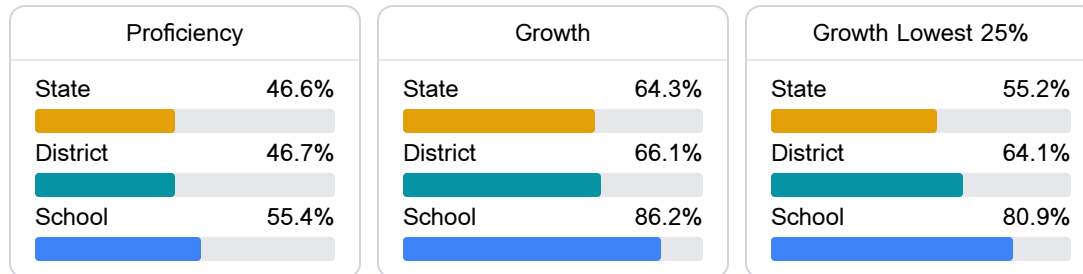 Proficiency
State 46.6%
District 46.7%
School 55.4%
Growth
State 64.3%
District 66.1%
School 86.2%
Growth Lowest 25%
State 55.2%
District 64.1%
School 80.9%